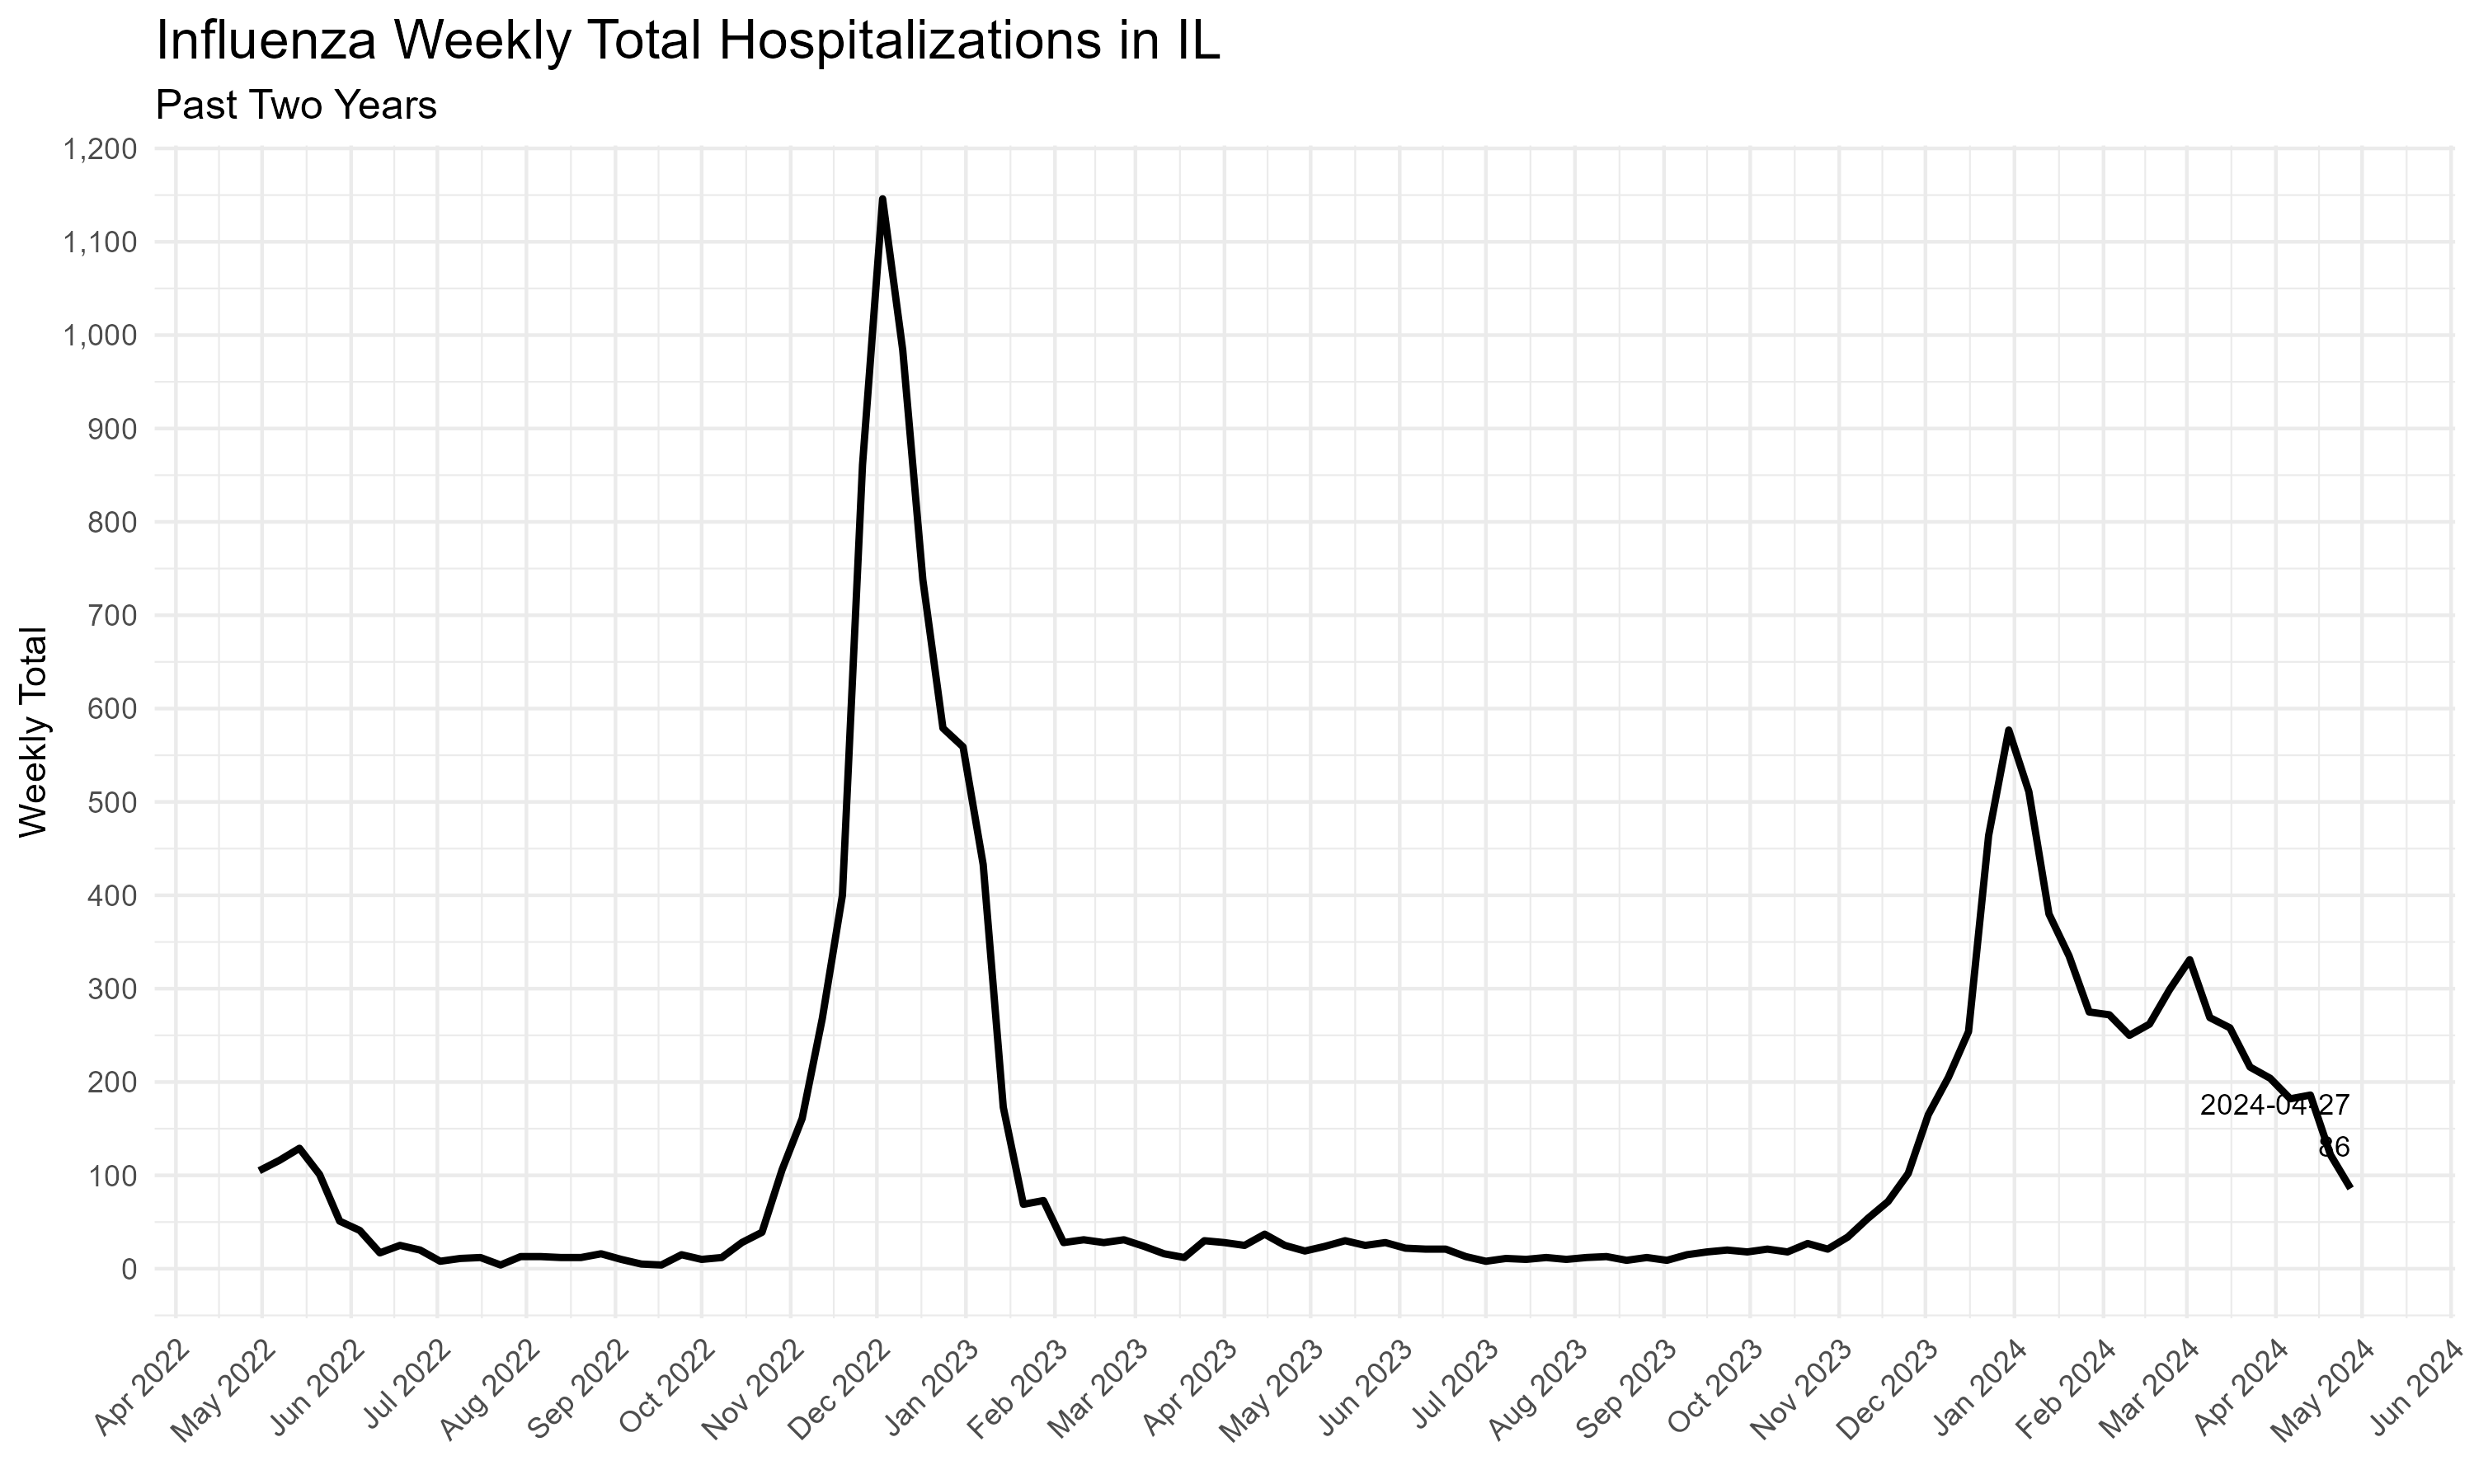 Influenza Weekly Total Hospitalizations in IL
Past Two Years
Weekly Total
1,200
1,100
1,000
900
800
700
600
500
400
300
200
100
0
2024-04-27
86
Apr 2022
May 2022
Jun 2022
Jul 2022
Aug 2022
Sep 2022
Oct 2022
Nov 2022
Dec 2022
Jan 2023
Feb 2023
Mar 2023
Apr 2023
May 2023
Jun 2023
Jul 2023
Aug 2023
Sep 2023
Oct 2023
Nov 2023
Dec 2023
Jan 2024
Feb 2024
Mar 2024
Apr 2024
May 2024
Jun 2024